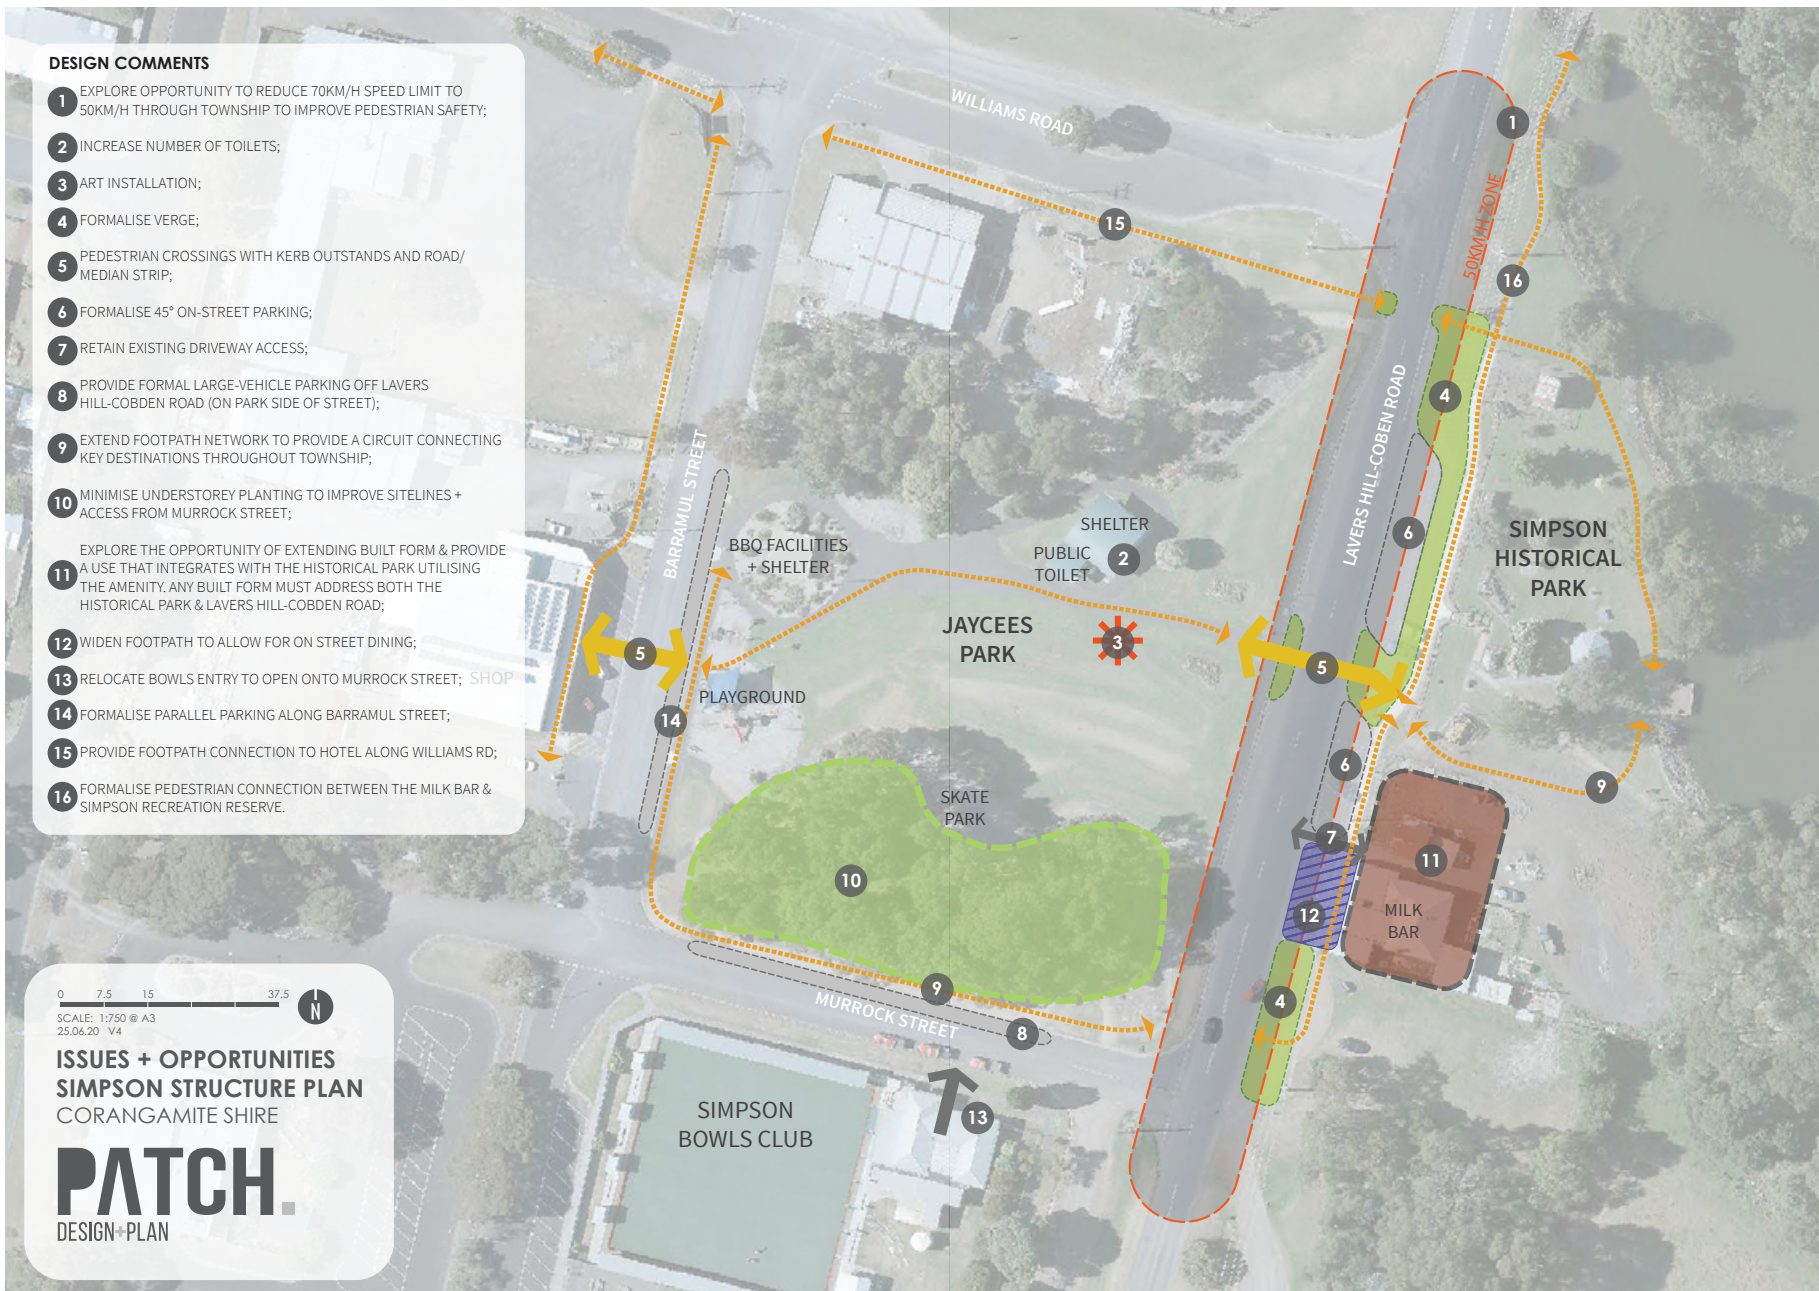 DESIGN COMMENTS
1 EXPLORE OPPORTUNITY TO REDUCE 70KM/H SPEED LIMIT TO
50KM/H THROUGH TOWNSHIP TO IMPROVE PEDESTRIAN SAFETY;
2 INCREASE NUMBER OF TOILETS;
3 ART INSTALLATION;
4 FORMALISE VERGE;
5 PEDESTRIAN CROSSINGS WITH KERB OUTSTANDS AND ROAD/
MEDIAN STRIP;
6 FORMALISE 45° ON-STREET PARKING;
7 RETAIN EXISTING DRIVEWAY ACCESS;
8 PROVIDE FORMAL LARGE-VEHICLE PARKING OFF LAVERS
HILL-COBDEN ROAD (ON PARK SIDE OF STREET);
9 EXTEND FOOTPATH NETWORK TO PROVIDE A CIRCUIT CONNECTING
KEY DESTINATIONS THROUGHOUT TOWNSHIP;
10 MINIMISE UNDERSTOREY PLANTING TO IMPROVE SITELINES +
ACCESS FROM MURROCK STREET;
11 EXPLORE THE OPPORTUNITY OF EXTENDING BUILT FORM & PROVIDE
A USE THAT INTEGRATES WITH THE HISTORICAL PARK UTILISING
THE AMENITY. ANY BUILT FORM MUST ADDRESS BOTH THE
HISTORICAL PARK & LAVERS HILL-COBDEN ROAD;
12 WIDEN FOOTPATH TO ALLOW FOR ON STREET DINING;
13 RELOCATE BOWLS ENTRY TO OPEN ONTO MURROCK STREET;
SHOP
14 FORMALISE PARALLEL PARKING ALONG BARRAMUL STREET;
15 PROVIDE FOOTPATH CONNECTION TO HOTEL ALONG WILLIAMS RD;
16 FORMALISE PEDESTRIAN CONNECTION BETWEEN THE MILK BAR &
SIMPSON RECREATION RESERVE.
0 7.5 15 37.5
N
SCALE: 1:750 @ A3
25.06.20 V4
ISSUES + OPPORTUNITIES
SIMPSON STRUCTURE PLAN
CORANGAMITE SHIRE
PATCH.
DESIGN+PLAN
WILLIAMS ROAD
1
50KM/H ZONE
15
16
4
LAVERS HILL-COBEN ROAD
BARRAMUL STREET
6
SIMPSON
HISTORICAL
PARK
SHELTER
PUBLIC
TOILET
2
BBQ FACILITIES
+ SHELTER
JAYCEES
PARK
3
5
5
PLAYGROUND
14
6
9
SKATE
PARK
7
11
10
12
MILK
BAR
9
4
MURROCK STREET
8
SIMPSON
BOWLS CLUB
13